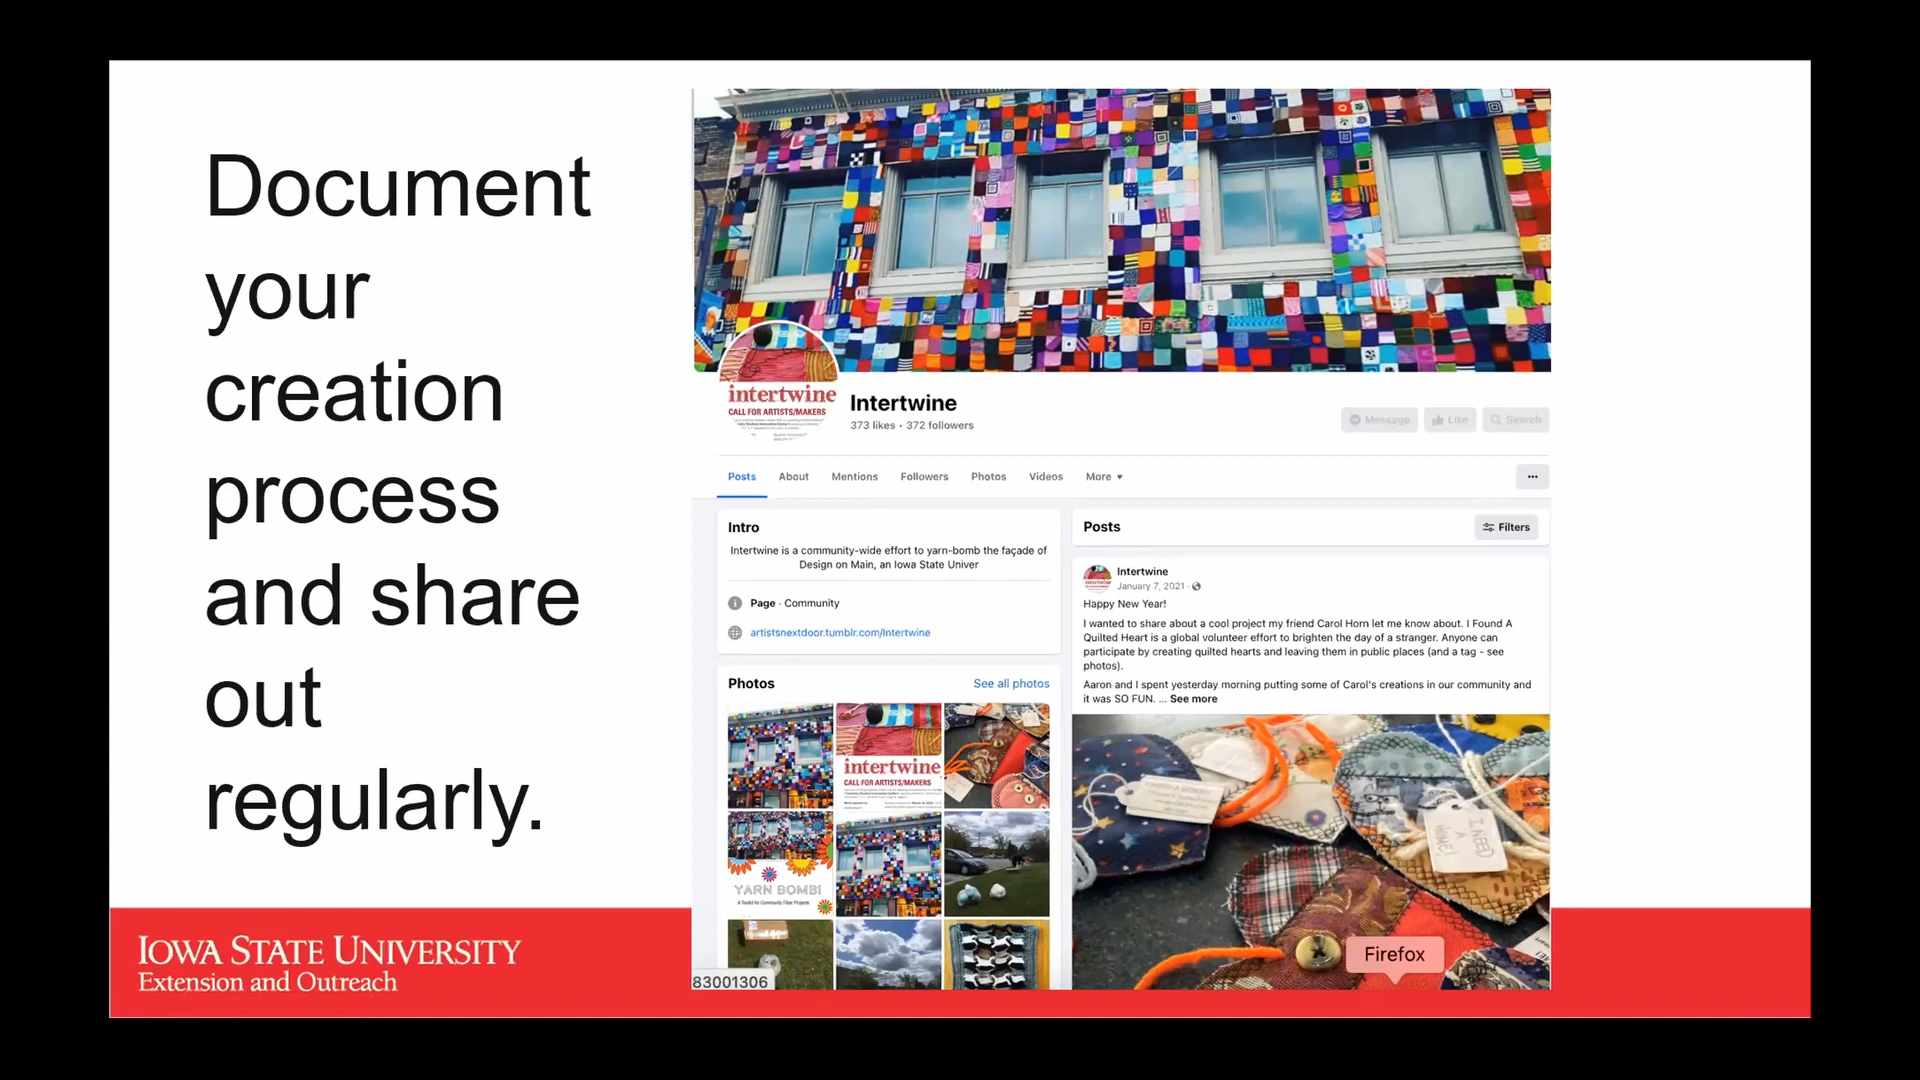 Document
your
creation
process
and share
out
regularly.
IOWA STATE UNIVERSITY
Extension and Outreach
intertwine
CALL FOR ARTISTS/MAKERS
Intertwine
373 likes • 372 followers
Message
Like
Search
Posts
About
Mentions
Followers
Photos
Videos
More
Intro
Intertwine is a community-wide effort to yarn-bomb the façade of
Design on Main, an Iowa State Univer
Page · Community
artistsnextdoor.tumblr.com/Intertwine
Photos
See all photos
intertwine
CALL FOR ARTISTS/MAKERS
YARN BOMB!
A Toolkit for Community Fiber Projects
83001306
Posts
Filters
Intertwine
January 7, 2021 ·
Happy New Year!
I wanted to share about a cool project my friend Carol Horn let me know about. I Found A
Quilted Heart is a global volunteer effort to brighten the day of a stranger. Anyone can
participate by creating quilted hearts and leaving them in public places (and a tag - see
photos).
Aaron and I spent yesterday morning putting some of Carol's creations in our community and
it was SO FUN. ... See more
I NEED
A
HOME!
Firefox